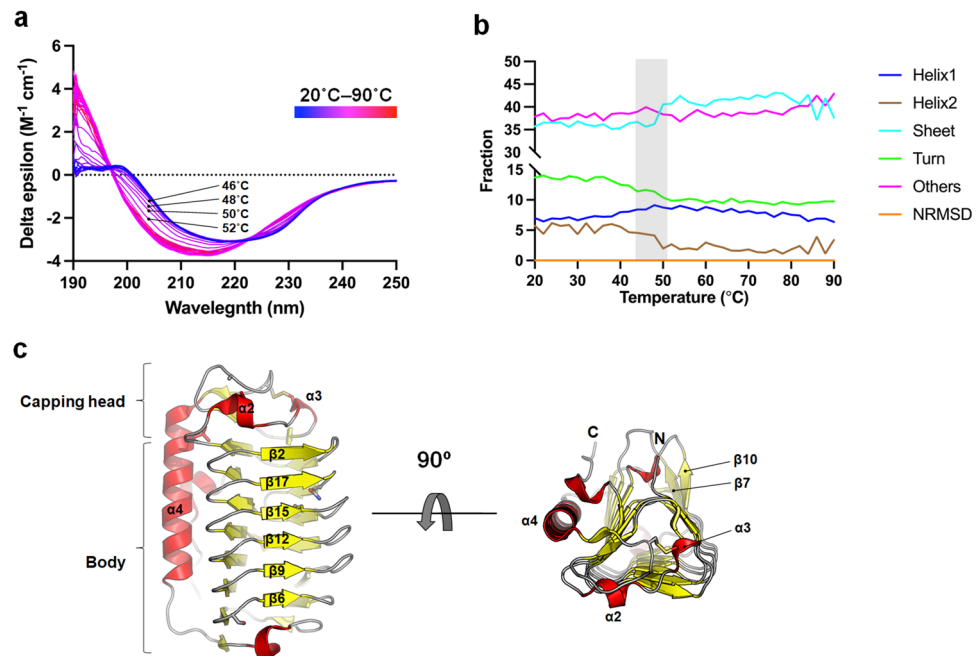 a
6
4
2
0
-2
-4
Delta epsilon (M⁻¹ cm⁻¹)
20˚C–90˚C
46˚C
48˚C
50˚C
52˚C
190 200 210 220 230 240 250
Wavelegnth (nm)
b
50
45
40
35
30
15
10
5
0
Fraction
20 30 40 50 60 70 80 90
Temperature (°C)
Helix1
Helix2
Sheet
Turn
Others
NRMSD
c
Capping head
Body
α2
α3
β2
β17
β15
α4
β12
β9
β6
90º
C
N
β10
β7
α4
α3
α2